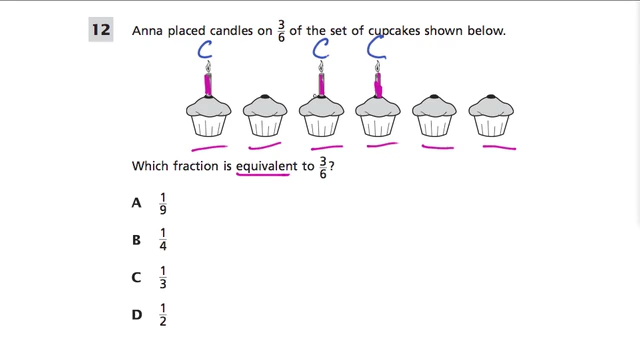 12 Anna placed candles on 3/6 of the set of cupcakes shown below.
C C C
Which fraction is equivalent to 3/6?
A 1/9
B 1/4
C 1/3
D 1/2